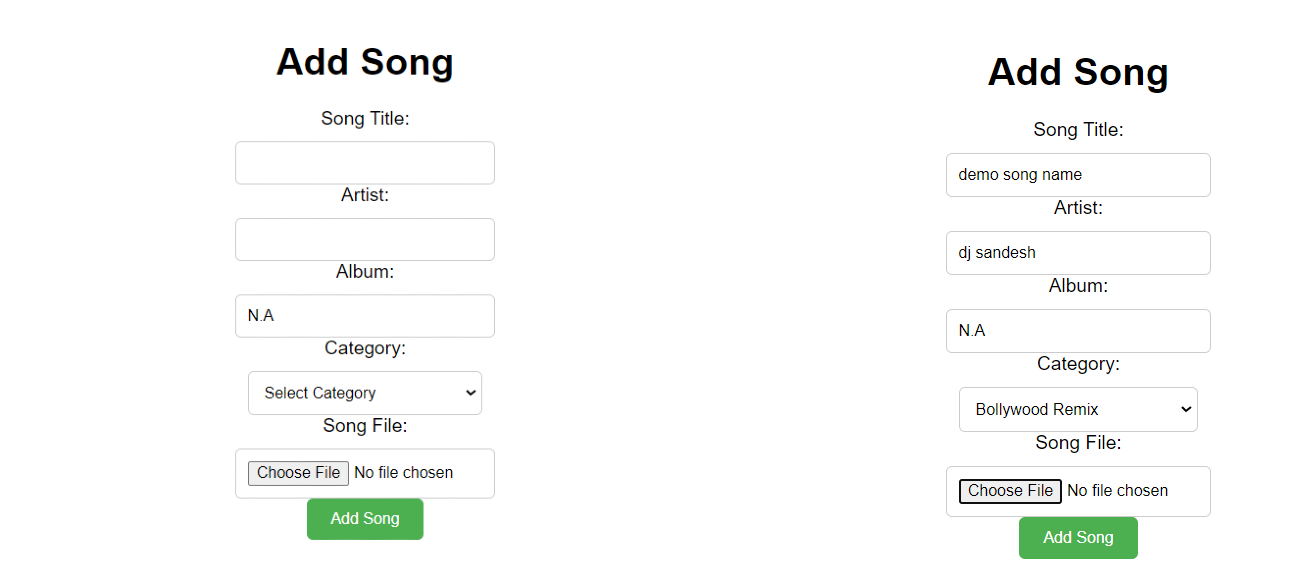 Add Song
Song Title:
Artist:
Album:
N.A
Category:
Select Category
Song File:
Choose File No file chosen
Add Song
Add Song
Song Title:
demo song name
Artist:
dj sandesh
Album:
N.A
Category:
Bollywood Remix
Song File:
Choose File No file chosen
Add Song